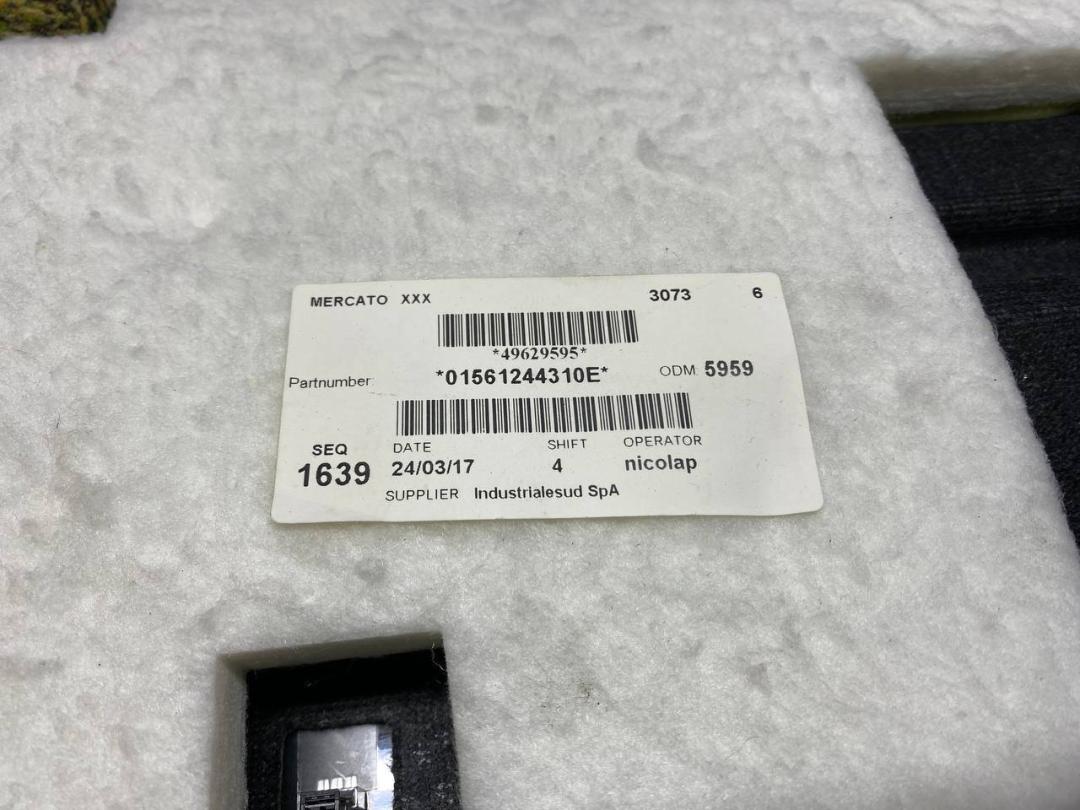 MERCATO XXX 3073 6
*49629595*
Partnumber: *01561244310E* ODM: 5959
SEQ DATE SHIFT OPERATOR
1639 24/03/17 4 nicolap
SUPPLIER Industrialesud SpA